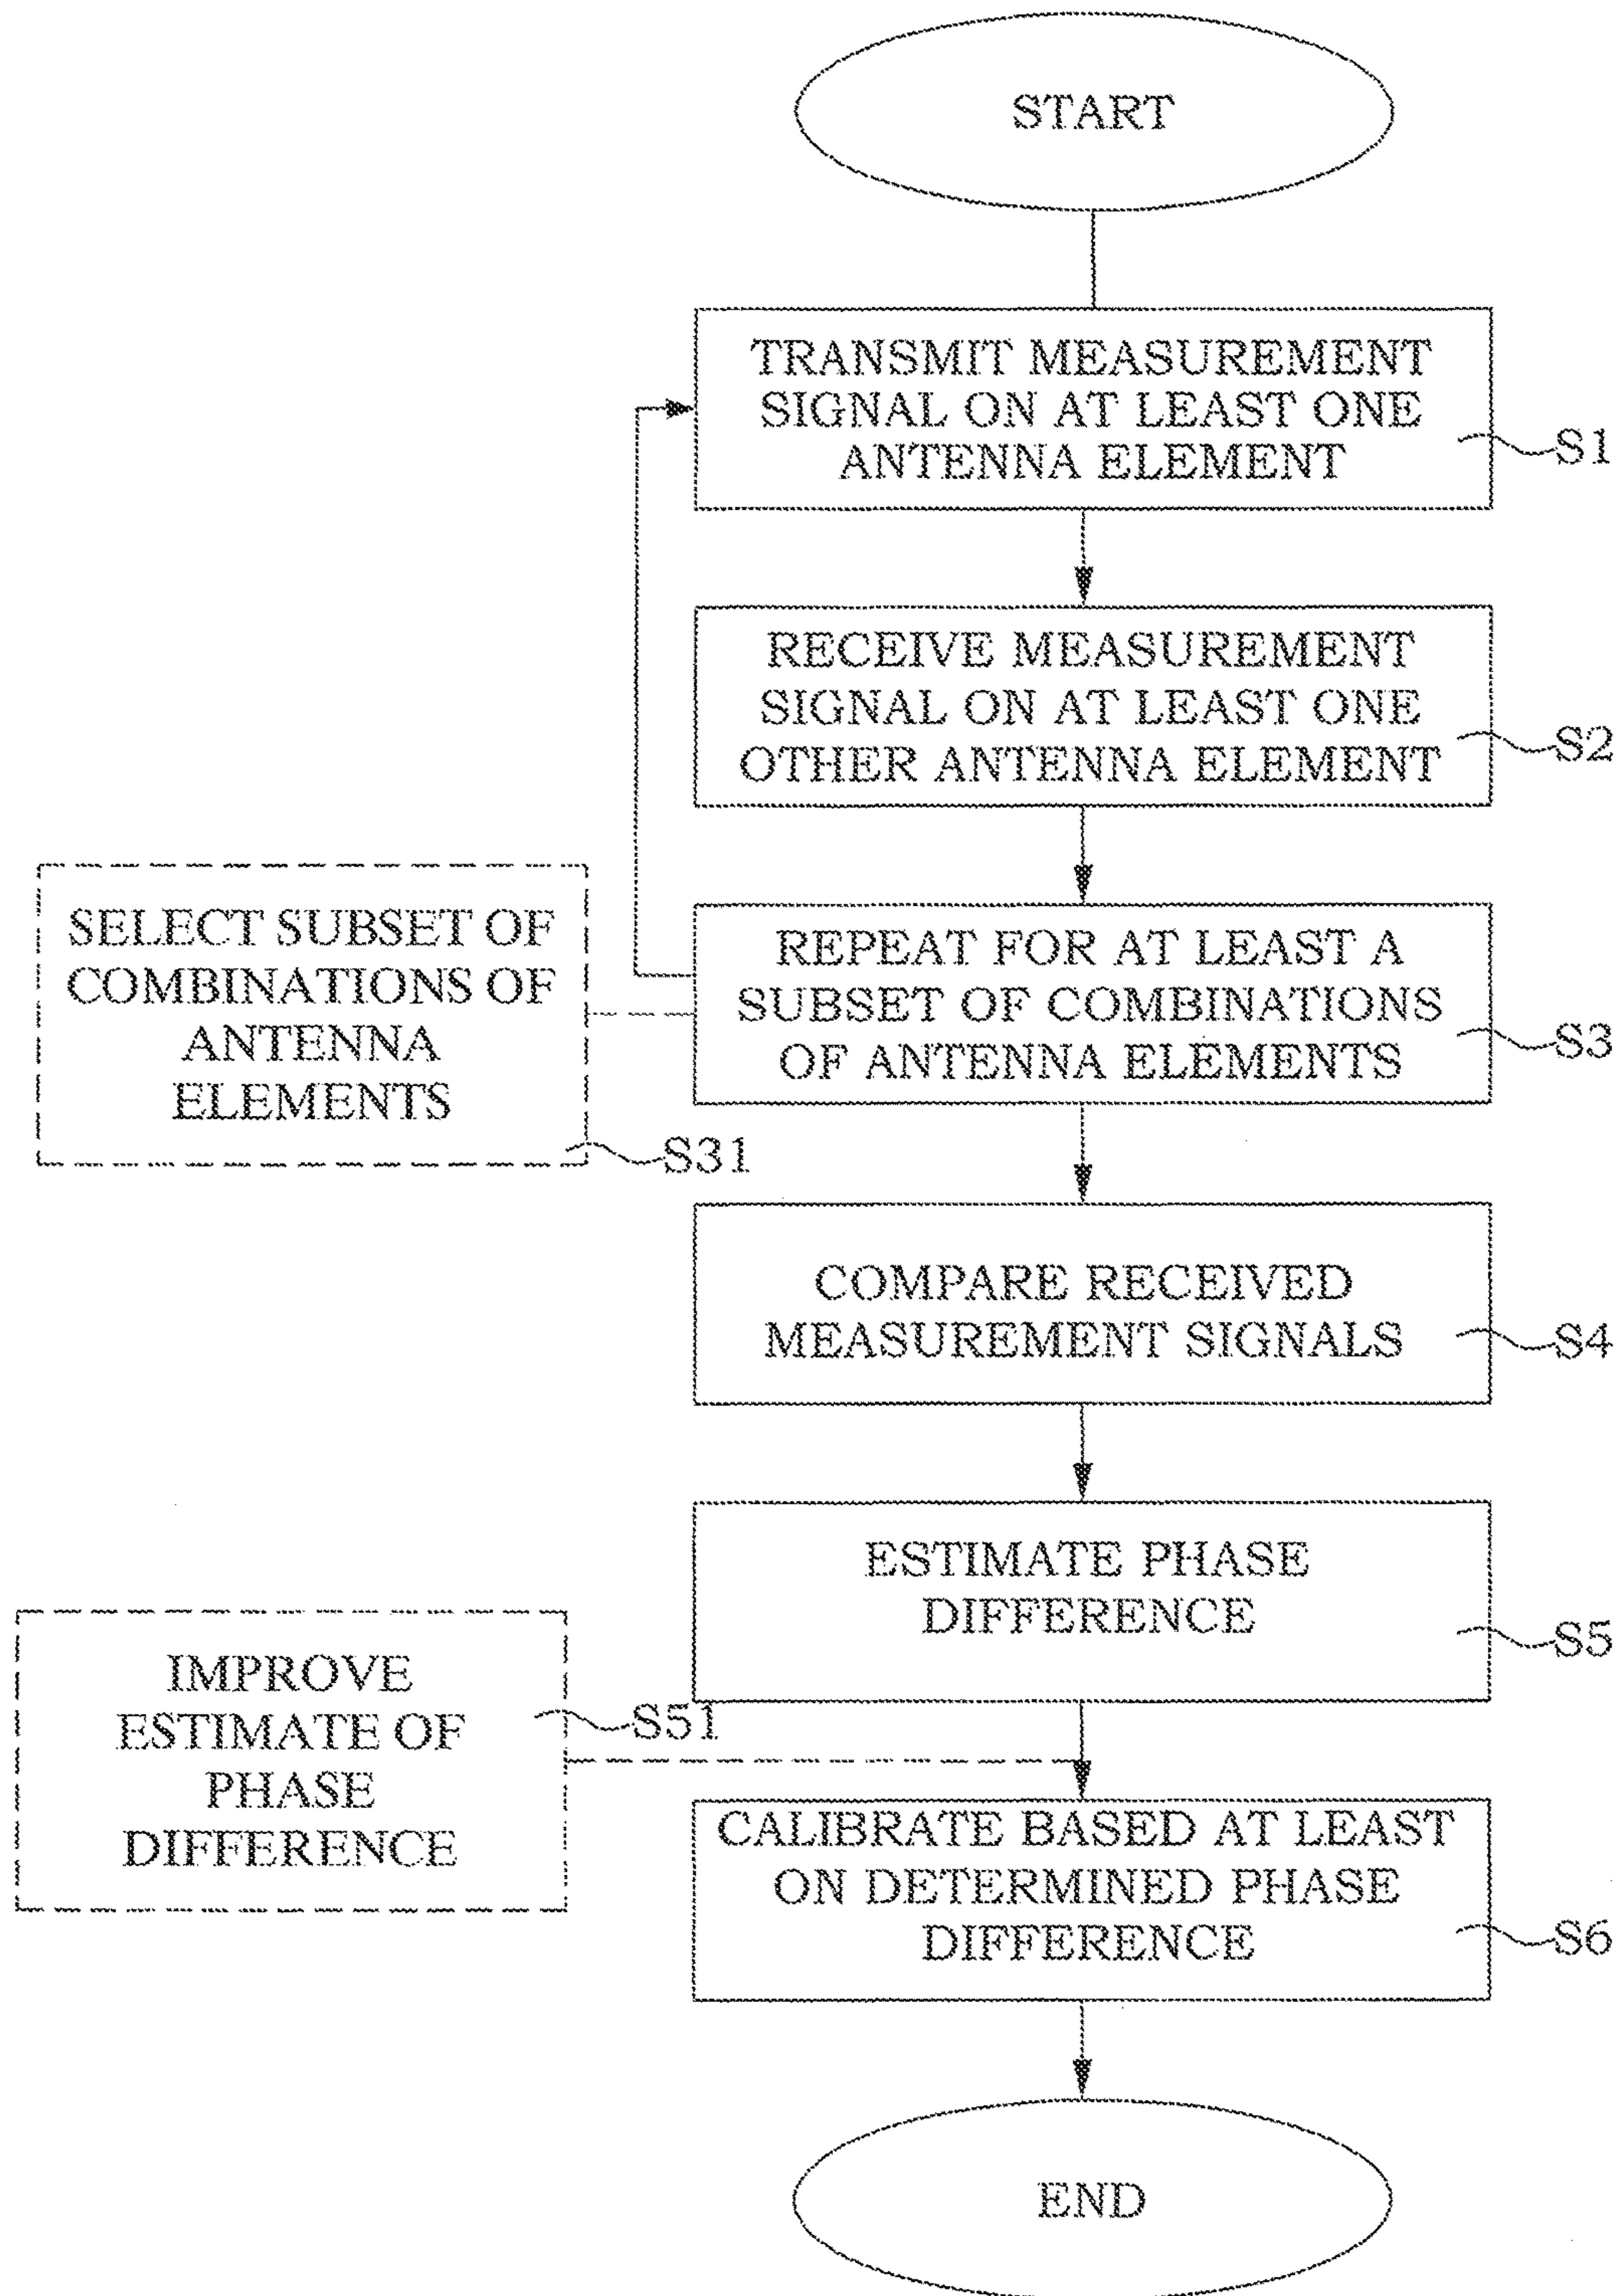 START
TRANSMIT MEASUREMENT
SIGNAL ON AT LEAST ONE
ANTENNA ELEMENT
S1
RECEIVE MEASUREMENT
SIGNAL ON AT LEAST ONE
OTHER ANTENNA ELEMENT
S2
SELECT SUBSET OF
COMBINATIONS OF
ANTENNA
ELEMENTS
S31
REPEAT FOR AT LEAST A
SUBSET OF COMBINATIONS
OF ANTENNA ELEMENTS
S3
COMPARE RECEIVED
MEASUREMENT SIGNALS
S4
ESTIMATE PHASE
DIFFERENCE
S5
IMPROVE
ESTIMATE OF
PHASE
DIFFERENCE
S51
CALIBRATE BASED AT LEAST
ON DETERMINED PHASE
DIFFERENCE
S6
END